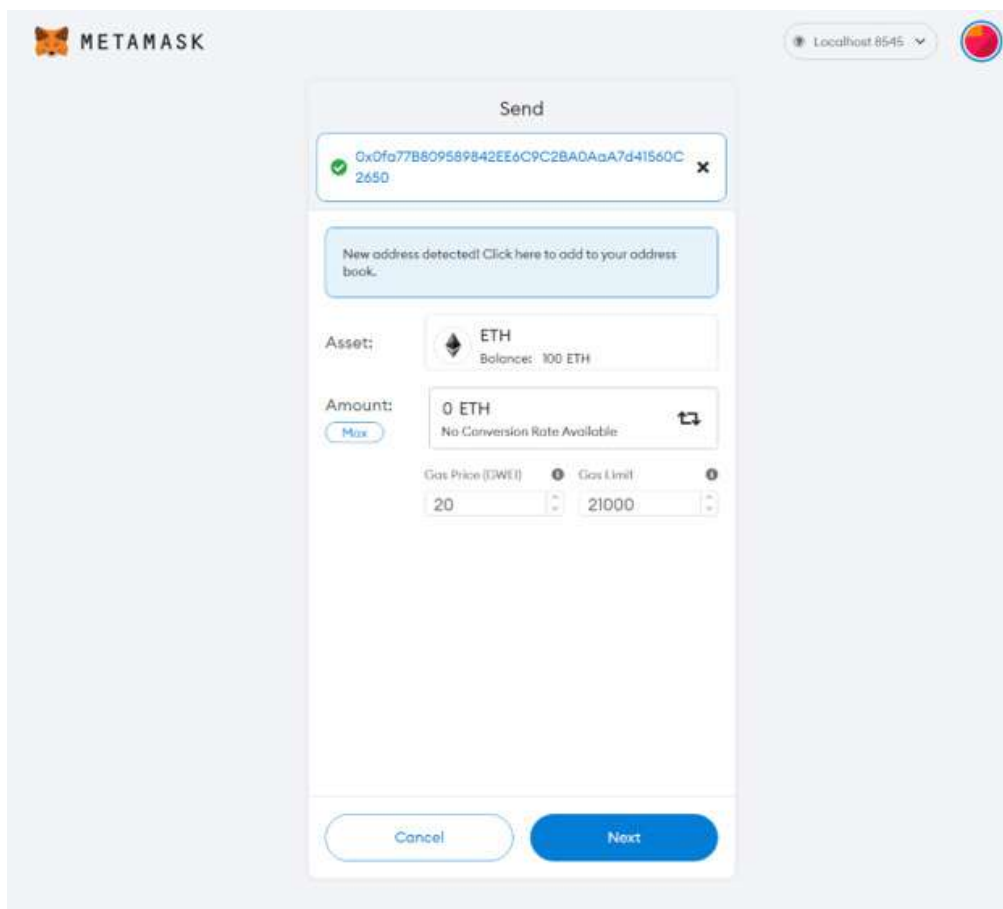 METAMASK
Localhost 8545
Send
0x0fa77B809589842EE6C9C2BA0AaA7d41560C
2650
New address detected! Click here to add to your address
book.
Asset:
ETH
Balance: 100 ETH
Amount:
Max
0 ETH
No Conversion Rate Available
Gas Price (GWEI)
Gas Limit
20
21000
Cancel
Next